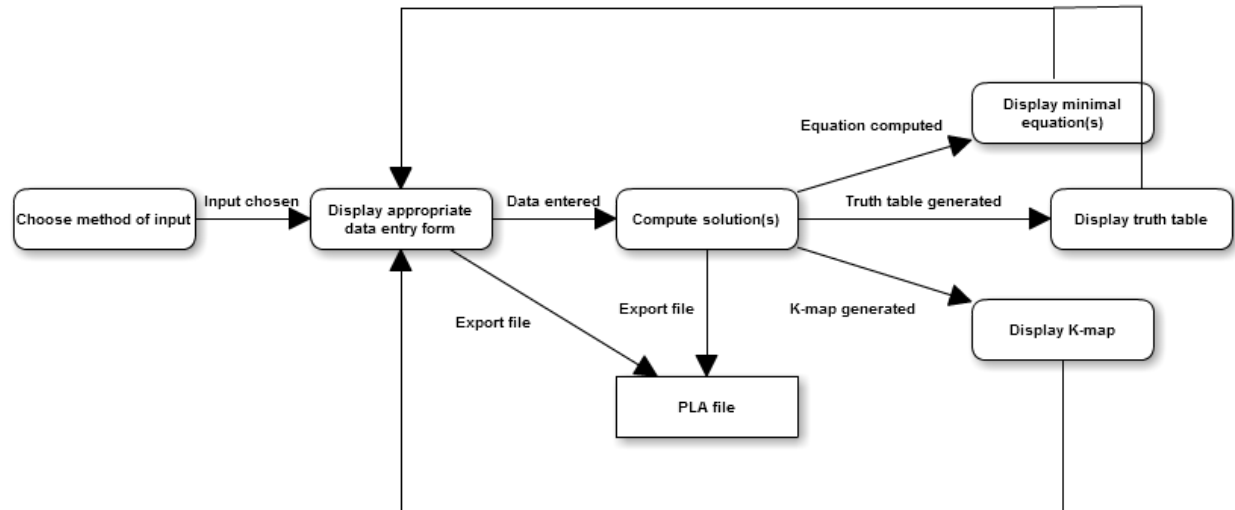 Display minimal
equation(s)
Equation computed
Choose method of input
Input chosen
Display appropriate
data entry form
Data entered
Compute solution(s)
Truth table generated
Display truth table
Export file
Export file
K-map generated
Display K-map
PLA file